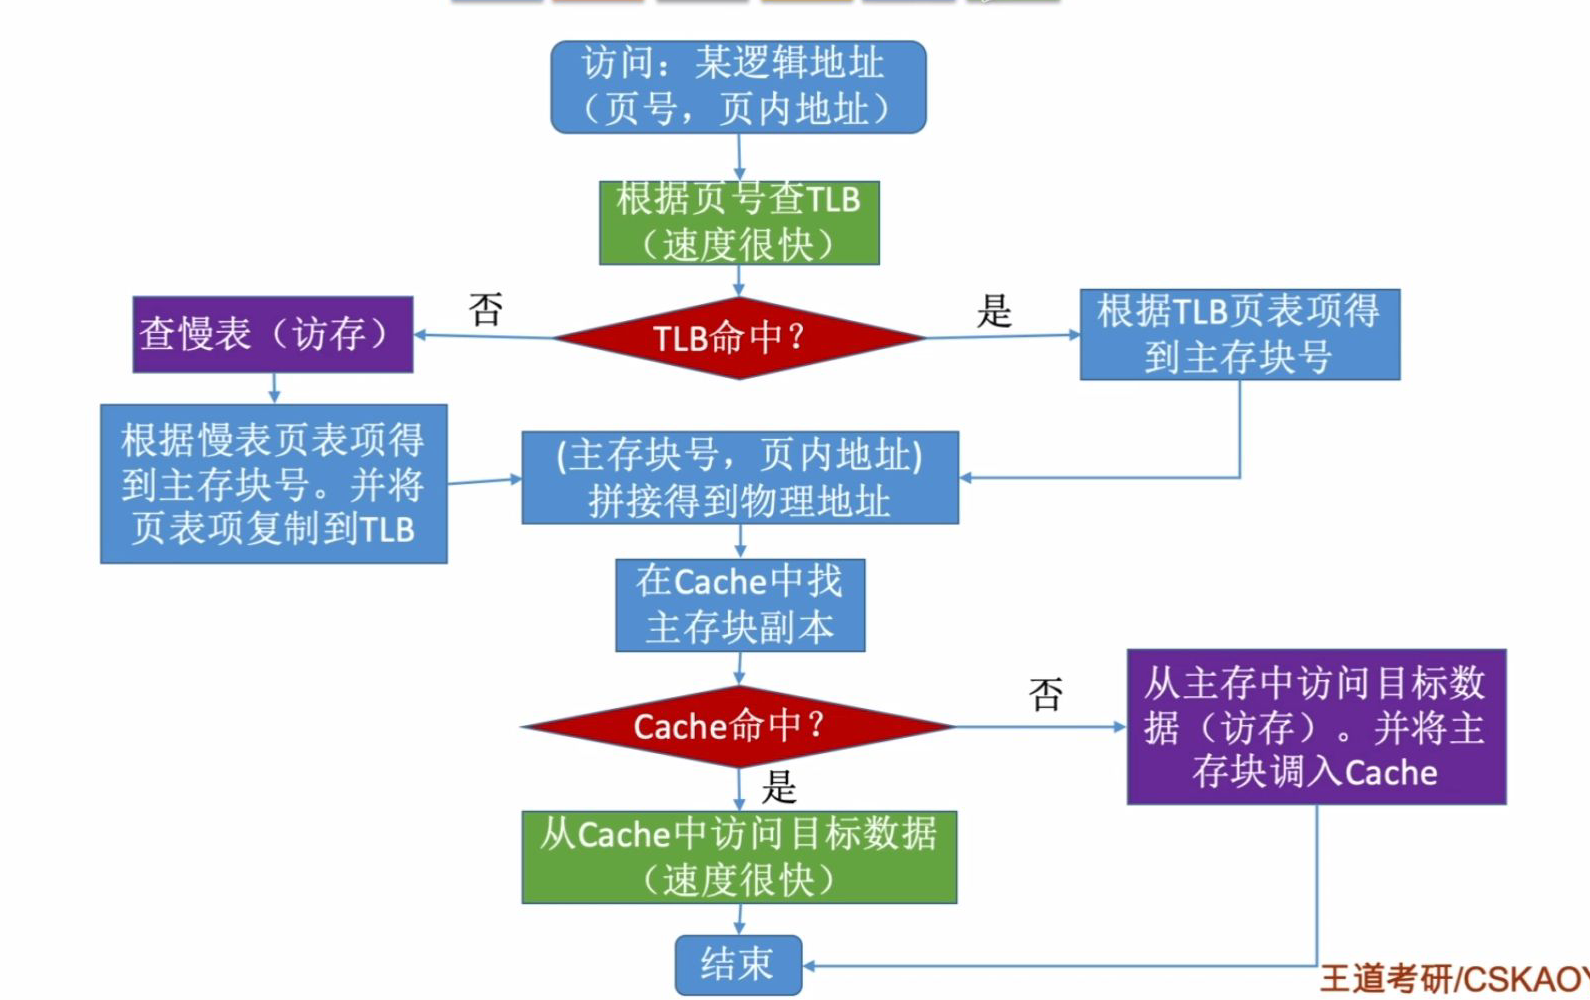 访问：某逻辑地址
（页号，页内地址）
根据页号查TLB
（速度很快）
否
是
查慢表（访存）
TLB命中？
根据TLB页表项得
到主存块号
根据慢表页表项得
到主存块号。并将
页表项复制到TLB
(主存块号，页内地址)
拼接得到物理地址
在Cache中找
主存块副本
否
Cache命中？
从主存中访问目标数
据（访存）。并将主
存块调入Cache
是
从Cache中访问目标数据
（速度很快）
结束
王道考研/CSKAOY